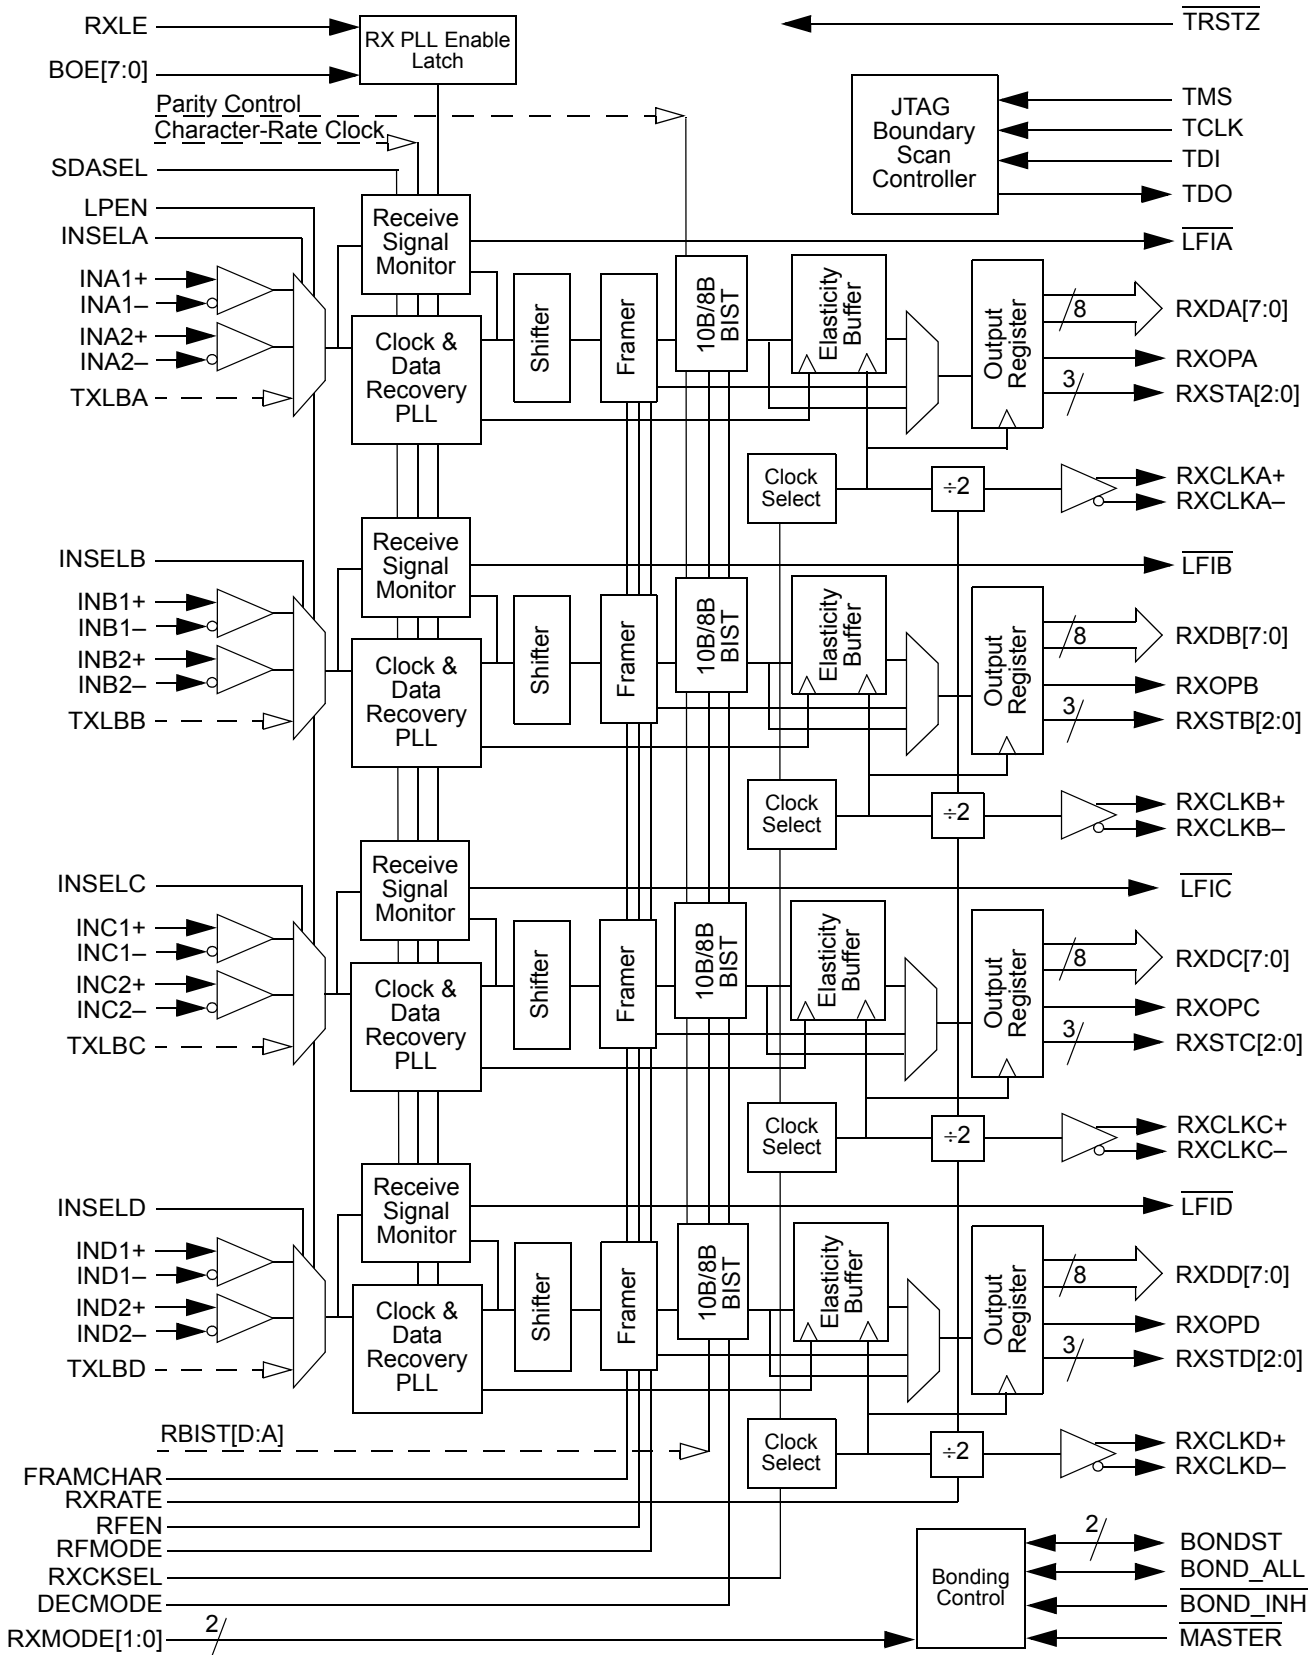 RXLE
BOE[7:0]
RX PLL Enable
Latch
TRSTZ
Parity Control
Character-Rate Clock
JTAG
Boundary
Scan
Controller
TMS
TCLK
TDI
TDO
SDASEL
LPEN
INSELA
INA1+
INA1–
INA2+
INA2–
TXLBA
Receive
Signal
Monitor
Clock &
Data
Recovery
PLL
Shifter
Framer
10B/8B
BIST
Elasticity
Buffer
Output
Register
LFIA
8
RXDA[7:0]
RXOPA
3
RXSTA[2:0]
Clock
Select
÷2
RXCLKA+
RXCLKA–
INSELB
INB1+
INB1–
INB2+
INB2–
TXLBB
Receive
Signal
Monitor
Clock &
Data
Recovery
PLL
Shifter
Framer
10B/8B
BIST
Elasticity
Buffer
Output
Register
LFIB
8
RXDB[7:0]
RXOPB
3
RXSTB[2:0]
Clock
Select
÷2
RXCLKB+
RXCLKB–
INSELC
INC1+
INC1–
INC2+
INC2–
TXLBC
Receive
Signal
Monitor
Clock &
Data
Recovery
PLL
Shifter
Framer
10B/8B
BIST
Elasticity
Buffer
Output
Register
LFIC
8
RXDC[7:0]
RXOPC
3
RXSTC[2:0]
Clock
Select
÷2
RXCLKC+
RXCLKC–
INSELD
IND1+
IND1–
IND2+
IND2–
TXLBD
Receive
Signal
Monitor
Clock &
Data
Recovery
PLL
Shifter
Framer
10B/8B
BIST
Elasticity
Buffer
Output
Register
LFID
8
RXDD[7:0]
RXOPD
3
RXSTD[2:0]
Clock
Select
÷2
RXCLKD+
RXCLKD–
RBIST[D:A]
FRAMCHAR
RXRATE
RFEN
RFMODE
RXCKSEL
DECMODE
RXMODE[1:0]
2
Bonding
Control
2
BONDST
BOND_ALL
BOND_INH
MASTER